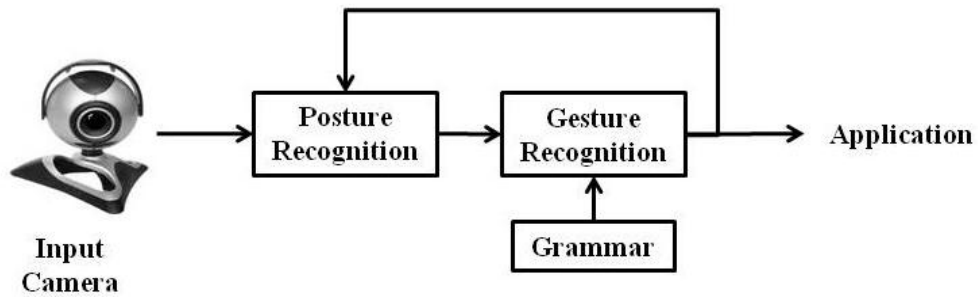 Posture
Recognition
Gesture
Recognition
Application
Grammar
Input
Camera